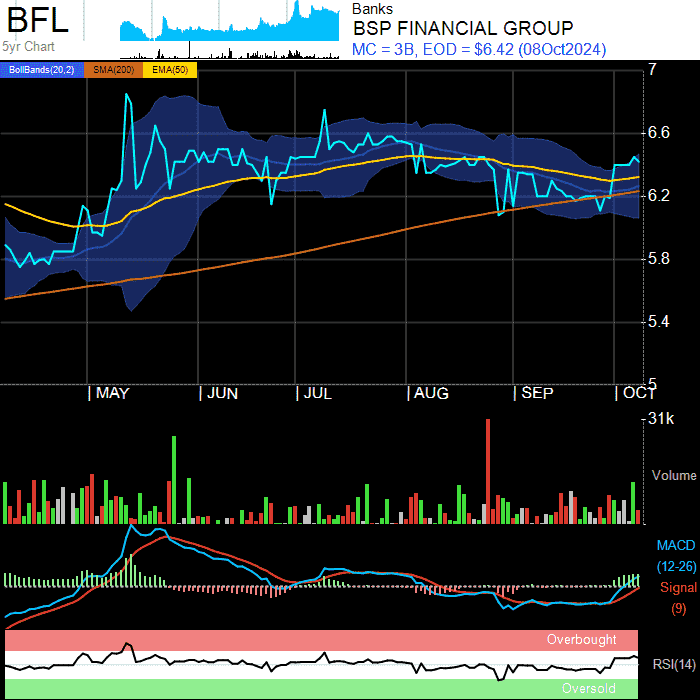 BFL
5yr Chart
Banks
BSP FINANCIAL GROUP
MC = 3B, EOD = $6.42 (08Oct2024)
BollBands(20,2) SMA(200) EMA(50)
7
6.6
6.2
5.8
5.4
5
MAY JUN JUL AUG SEP OCT
31k
Volume
MACD
(12-26)
Signal
(9)
Overbought
RSI(14)
Oversold